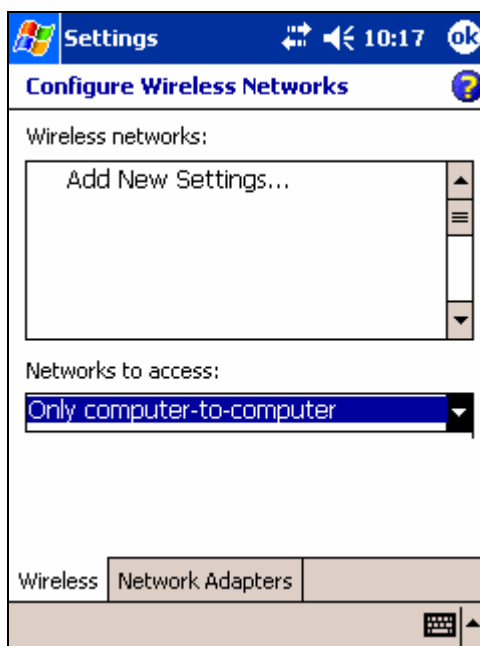 Settings 10:17 ok
Configure Wireless Networks ?
Wireless networks:
Add New Settings...
Networks to access:
Only computer-to-computer
Wireless Network Adapters